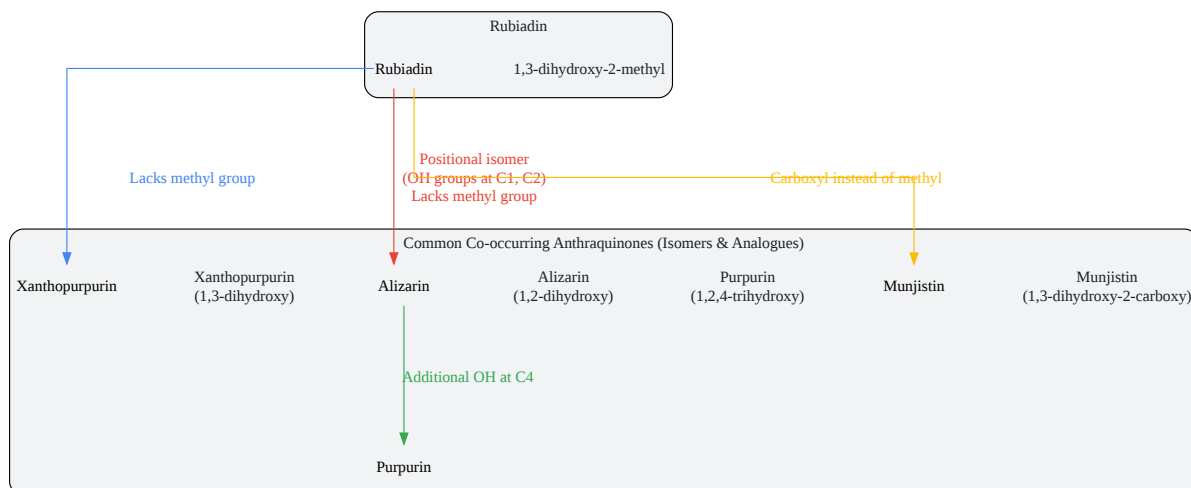 Rubiadin
Rubiadin
1,3-dihydroxy-2-methyl
Lacks methyl group
Positional isomer
(OH groups at C1, C2)
Lacks methyl group
Carboxyl instead of methyl
Common Co-occurring Anthraquinones (Isomers & Analogues)
Xanthopurpurin
Xanthopurpurin
(1,3-dihydroxy)
Alizarin
Alizarin
(1,2-dihydroxy)
Purpurin
(1,2,4-trihydroxy)
Munjistin
Munjistin
(1,3-dihydroxy-2-carboxy)
Additional OH at C4
Purpurin